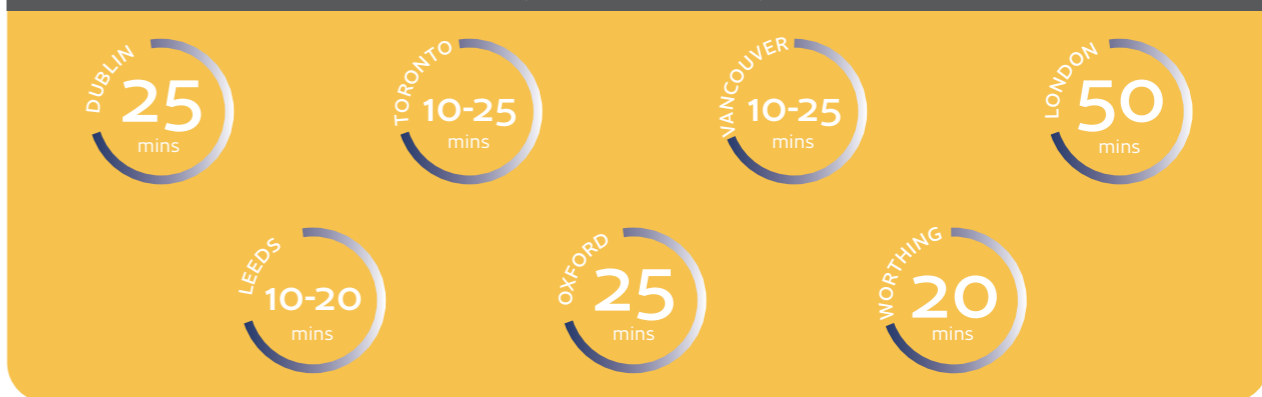 DUBLIN
25
mins
TORONTO
10-25
mins
VANCOUVER
10-25
mins
LONDON
50
mins
LEEDS
10-20
mins
OXFORD
25
mins
WORTHING
20
mins